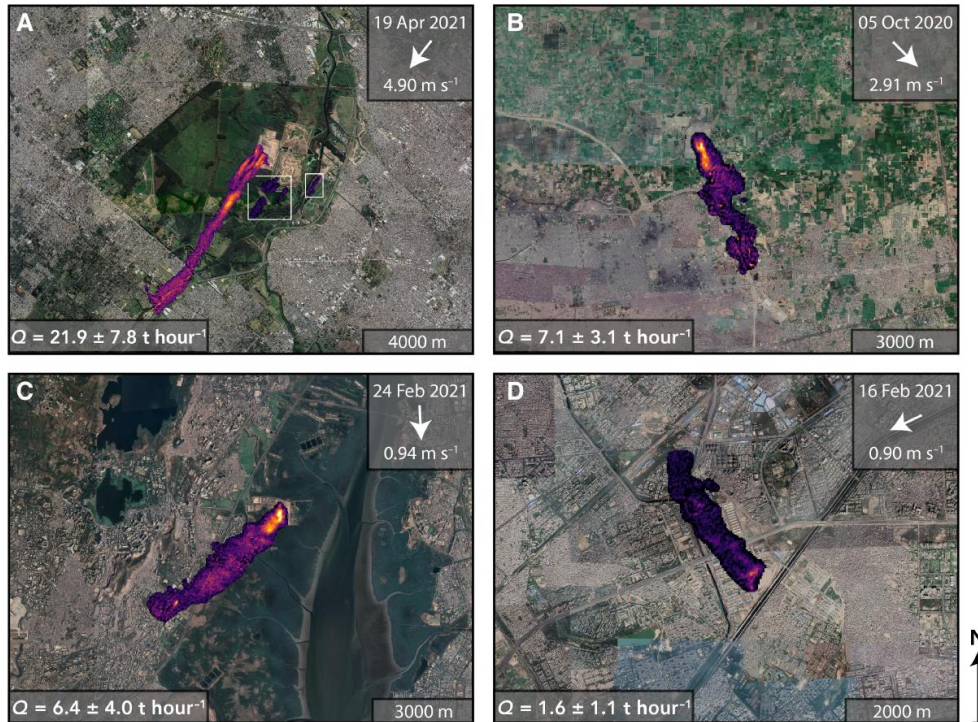 A
19 Apr 2021
4.90 m s⁻¹
Q = 21.9 ± 7.8 t hour⁻¹
4000 m
B
05 Oct 2020
2.91 m s⁻¹
Q = 7.1 ± 3.1 t hour⁻¹
3000 m
C
24 Feb 2021
0.94 m s⁻¹
Q = 6.4 ± 4.0 t hour⁻¹
3000 m
D
16 Feb 2021
0.90 m s⁻¹
Q = 1.6 ± 1.1 t hour⁻¹
2000 m
N